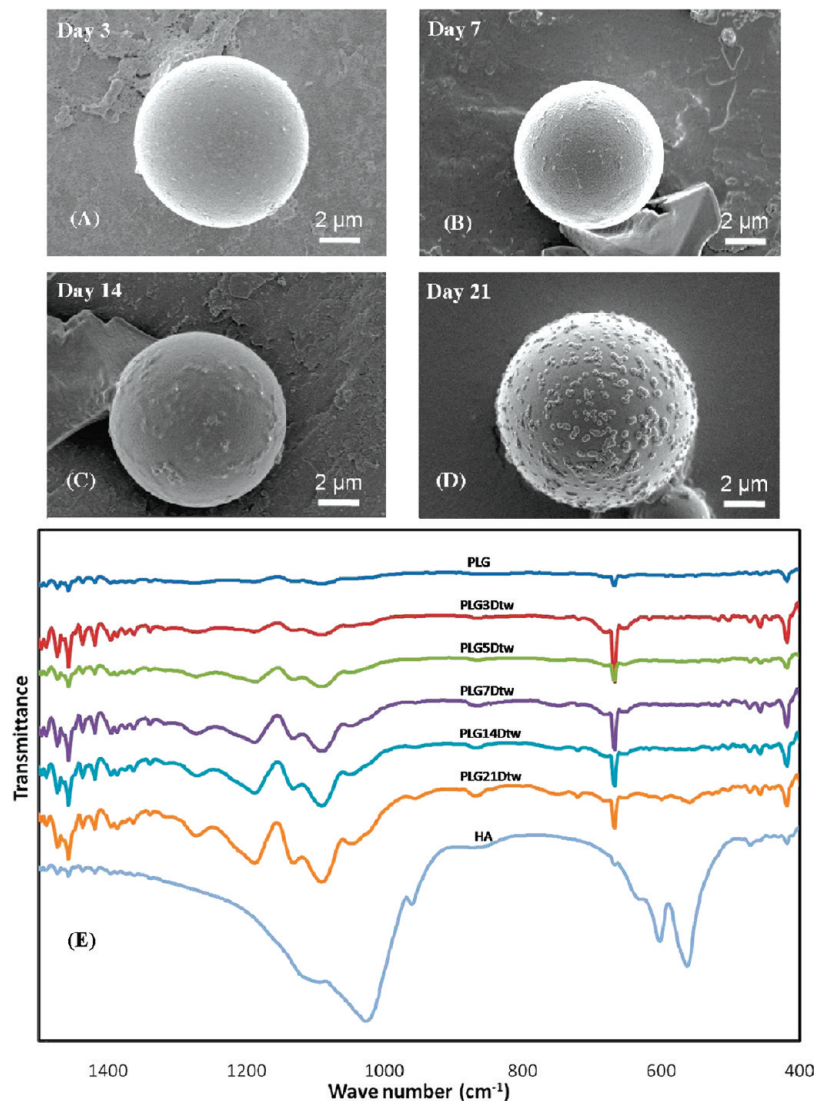 Day 3
(A)
2 µm
Day 7
(B)
2 µm
Day 14
(C)
2 µm
Day 21
(D)
2 µm
PLG
PLG3Dtw
PLG5Dtw
PLG7Dtw
PLG14Dtw
PLG21Dtw
HA
(E)
Transmittance
1400 1200 1000 800 600 400
Wave number (cm⁻¹)